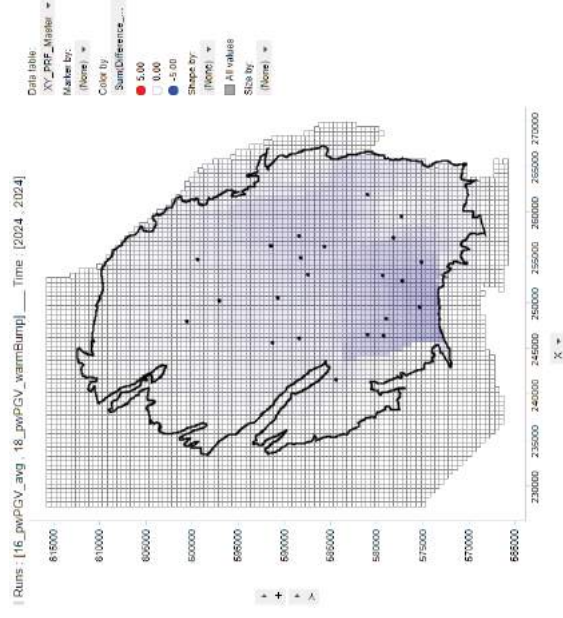 Runs : [16_pwPGV_avg , 18_pwPGV_warmBump] ___ Time : [2024 , 2024]
Data table:
XY_PRF_Master
Marker by:
(None)
Color by
Sum(Difference_...
5.00
0.00
-5.00
Shape by:
(None)
All values
Size by
(None)
615000
610000
605000
600000
595000
590000
585000
580000
575000
570000
565000
230000
235000
240000
245000
250000
255000
260000
265000
270000
X
Y